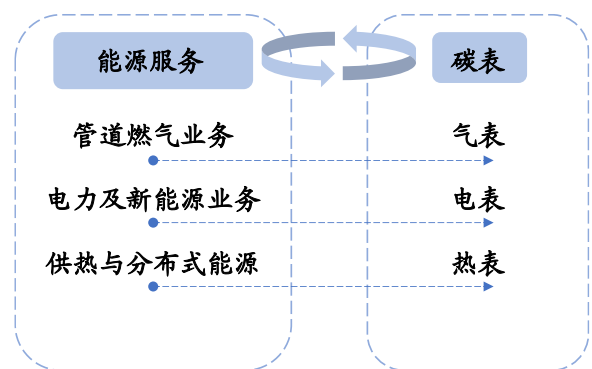 能源服务
碳表
管道燃气业务
气表
电力及新能源业务
电表
供热与分布式能源
热表